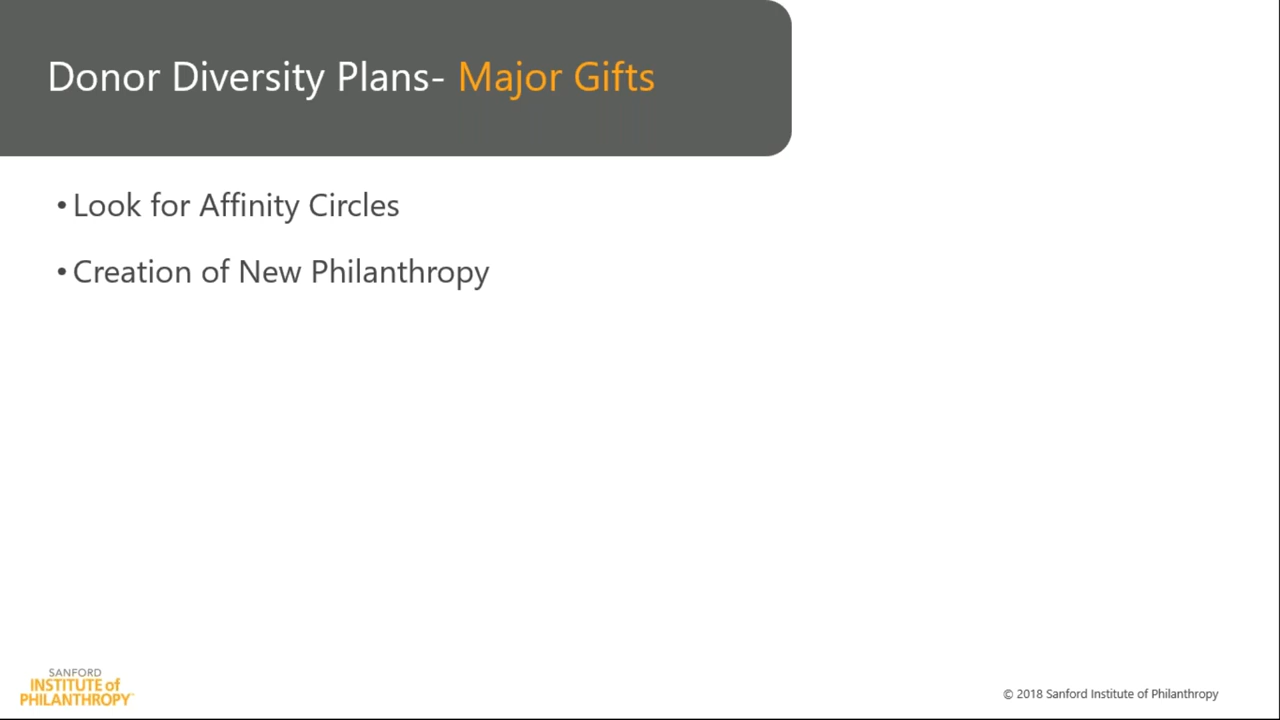 Donor Diversity Plans- Major Gifts
• Look for Affinity Circles
• Creation of New Philanthropy
SANFORD
INSTITUTE of
PHILANTHROPY™
© 2018 Sanford Institute of Philanthropy